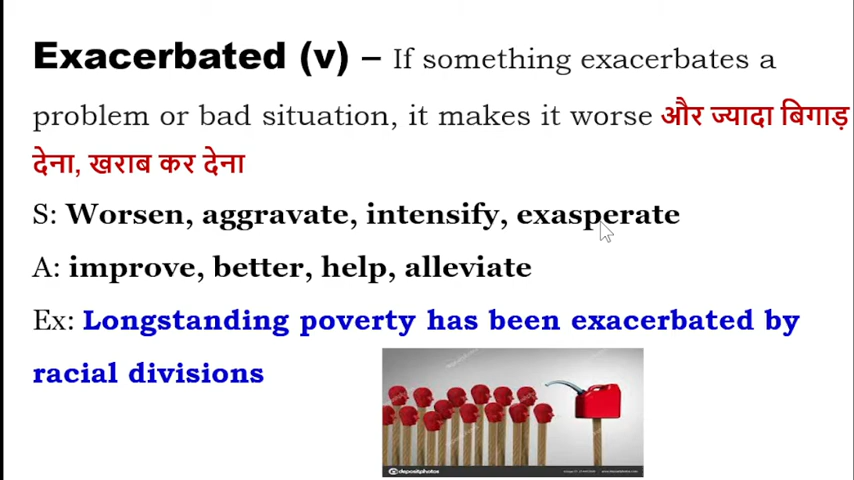 Exacerbated (v) – If something exacerbates a
problem or bad situation, it makes it worse और ज्यादा बिगाड़
देना, खराब कर देना
S: Worsen, aggravate, intensify, exasperate
A: improve, better, help, alleviate
Ex: Longstanding poverty has been exacerbated by
racial divisions
depositphotos